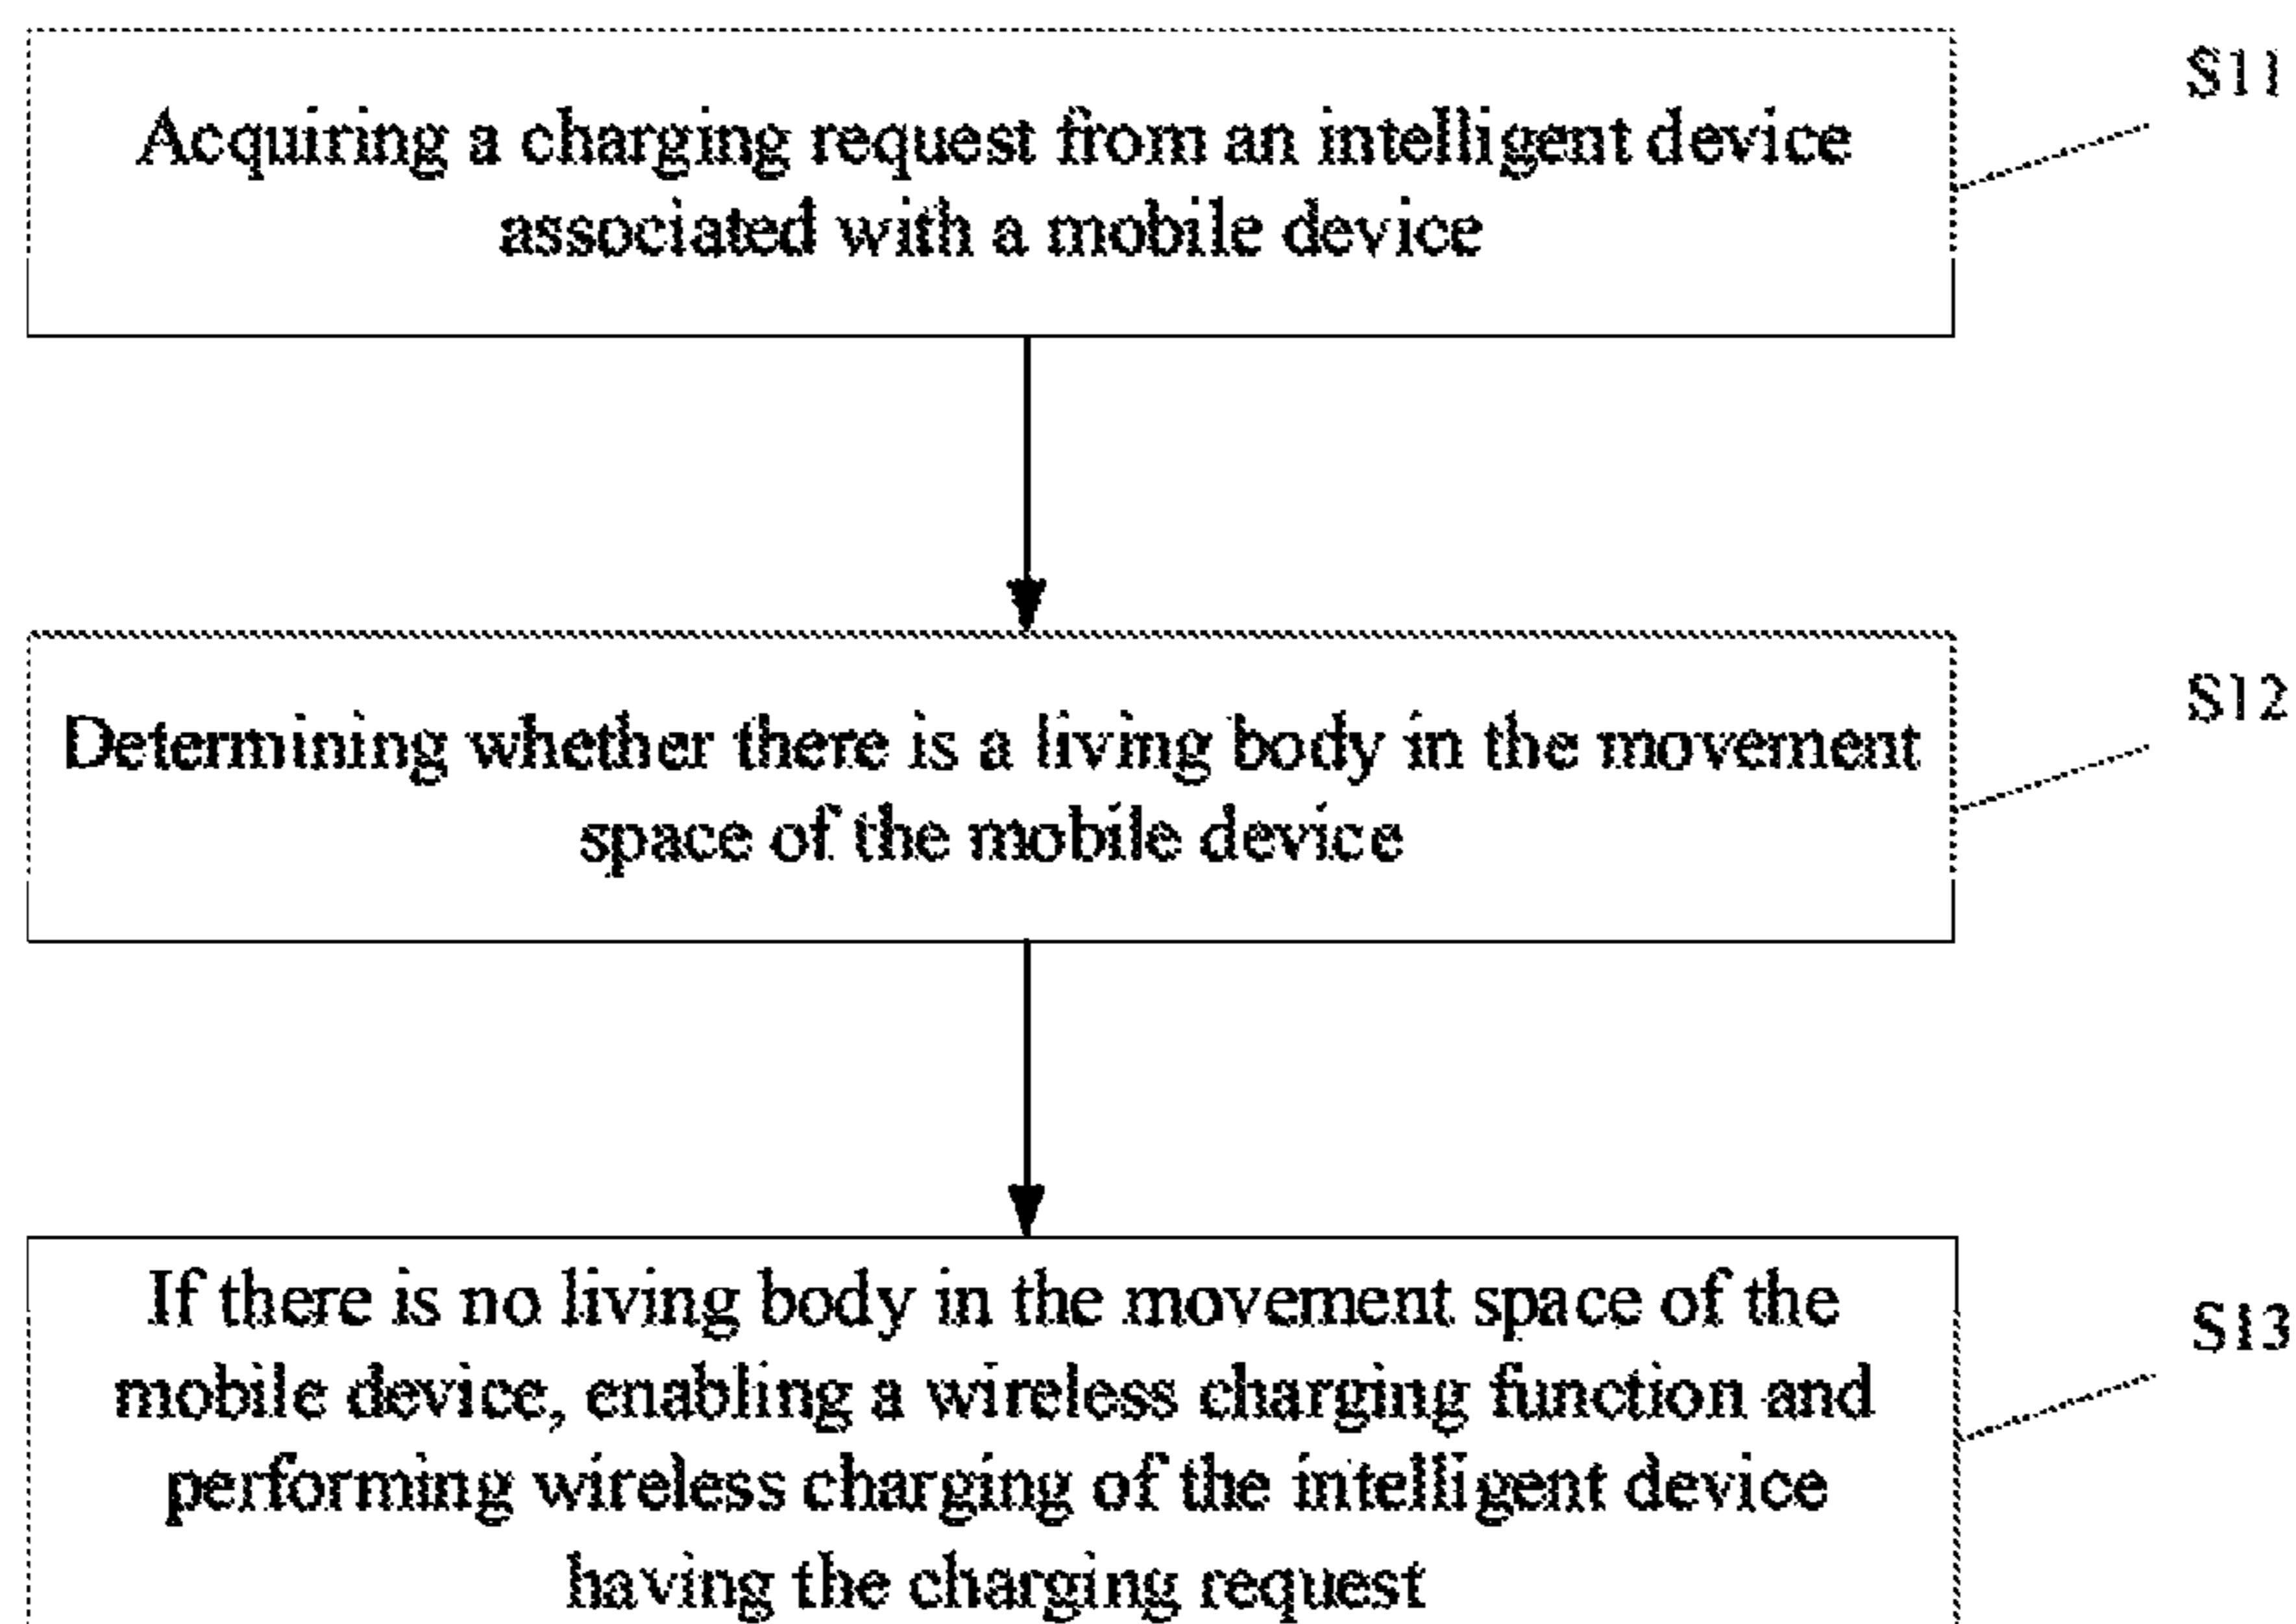 S11
Acquiring a charging request from an intelligent device
associated with a mobile device
S12
Determining whether there is a living body in the movement
space of the mobile device
If there is no living body in the movement space of the
S13
mobile device, enabling a wireless charging function and
performing wireless charging of the intelligent device
having the charging request